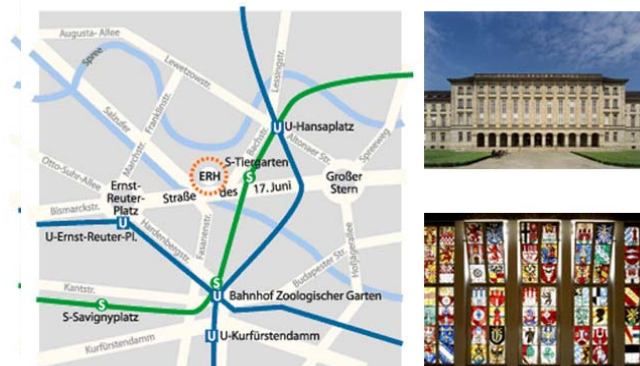 Augusta- Allee
Spree
Lewetzowstr.
Lessingstr.
Salzufer
Franklinstr.
U
U-Hansaplatz
Bachstr.
Altonaer Str.
Spreeweg
Otto-Suhr-Allee
Marchstr.
S-Tiergarten
S
ERH
Großer
Stern
Ernst-
Reuter-
Platz
Straße des 17. Juni
Bismarckstr.
U
U-Ernst-Reuter-Pl.
Hardenbergstr.
Fasanenstr.
Hofjägerallee
Budapester Str.
Kantstr.
S
U
Bahnhof Zoologischer Garten
S
S-Savignyplatz
U
U-Kurfürstendamm
Kurfürstendamm